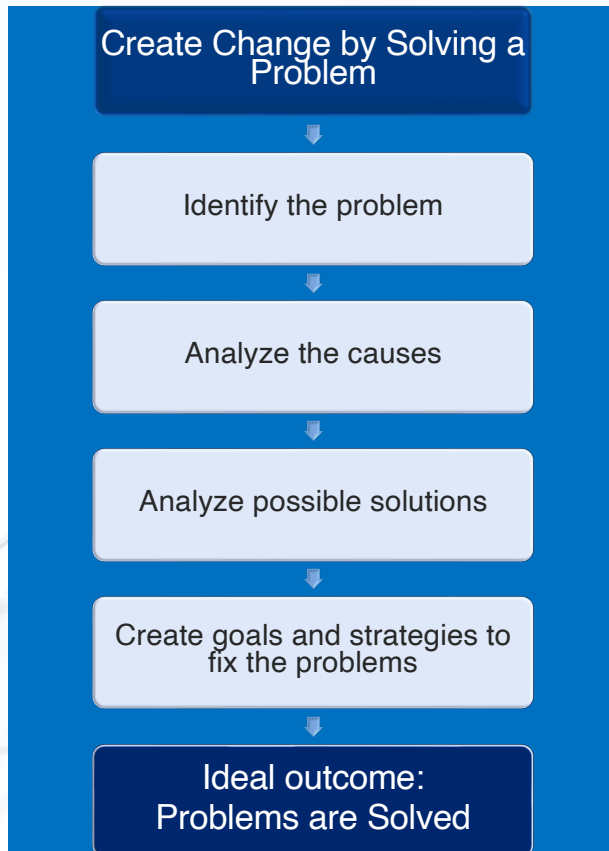 Create Change by Solving a
Problem
Identify the problem
Analyze the causes
Analyze possible solutions
Create goals and strategies to
fix the problems
Ideal outcome:
Problems are Solved